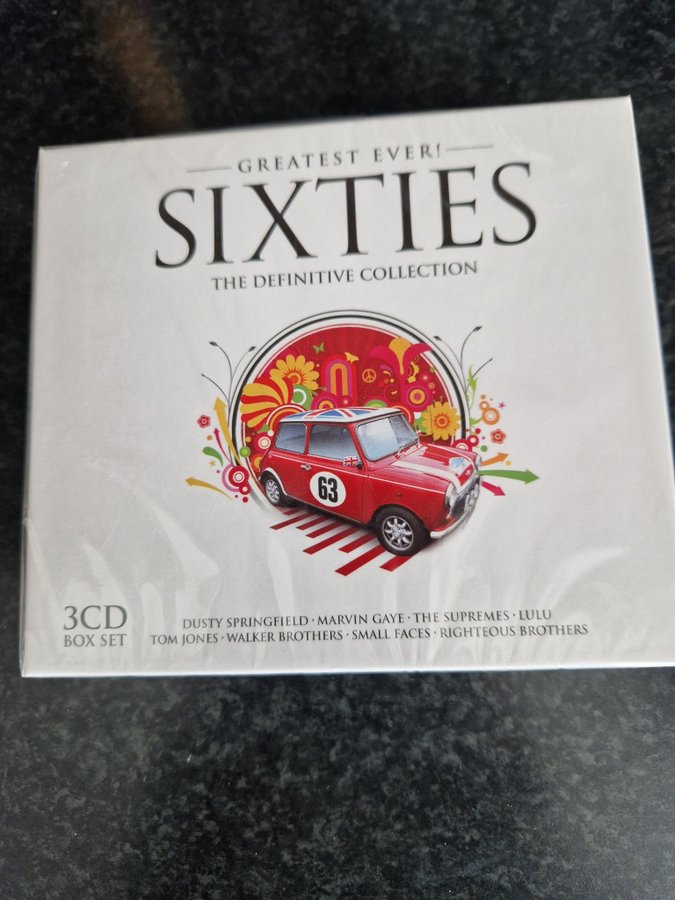 GREATEST EVER!
SIXTIES
THE DEFINITIVE COLLECTION
63
3CD
BOX SET
DUSTY SPRINGFIELD · MARVIN GAYE · THE SUPREMES · LULU
TOM JONES · WALKER BROTHERS · SMALL FACES · RIGHTEOUS BROTHERS